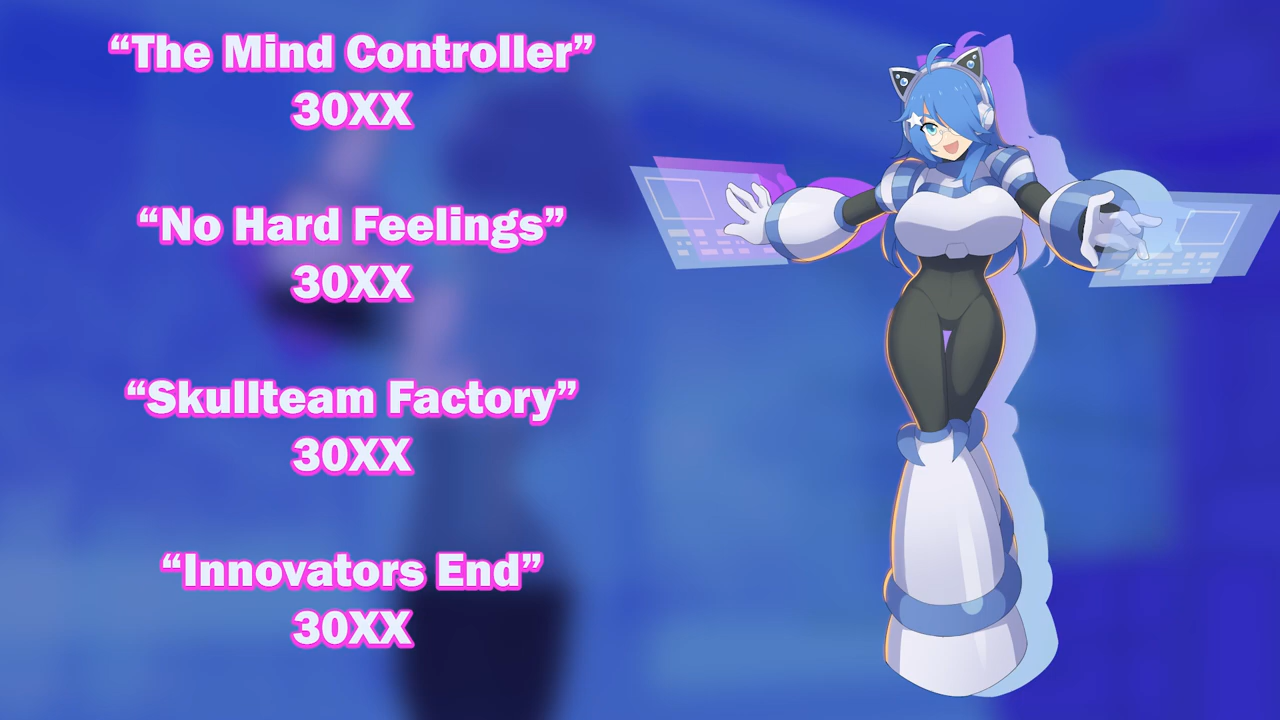 “The Mind Controller”
30XX
“No Hard Feelings”
30XX
“Skullteam Factory”
30XX
“Innovators End”
30XX